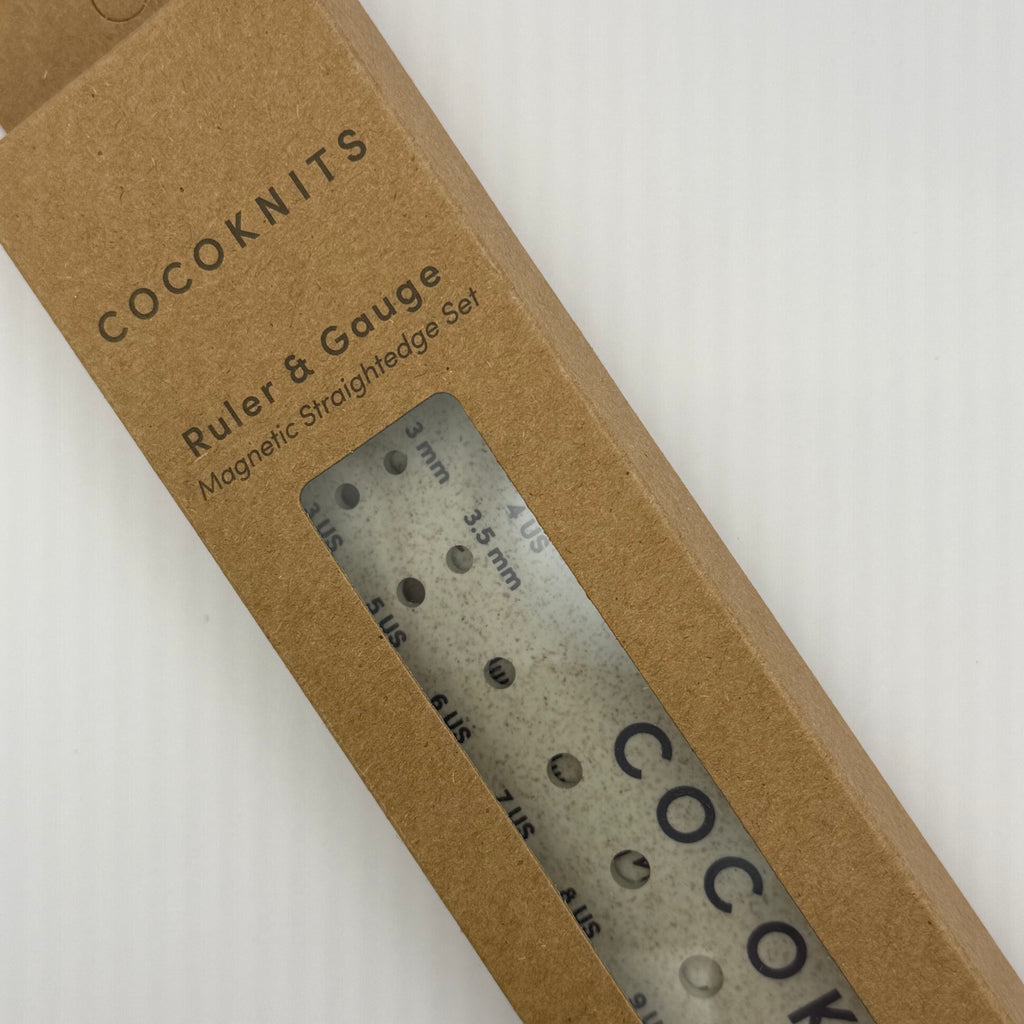 COCOKNITS
Ruler & Gauge
Magnetic Straightedge Set
3 mm
3 US
4 US
3.5 mm
5 US
6 US
7 US
8 US
9 U
COCOK